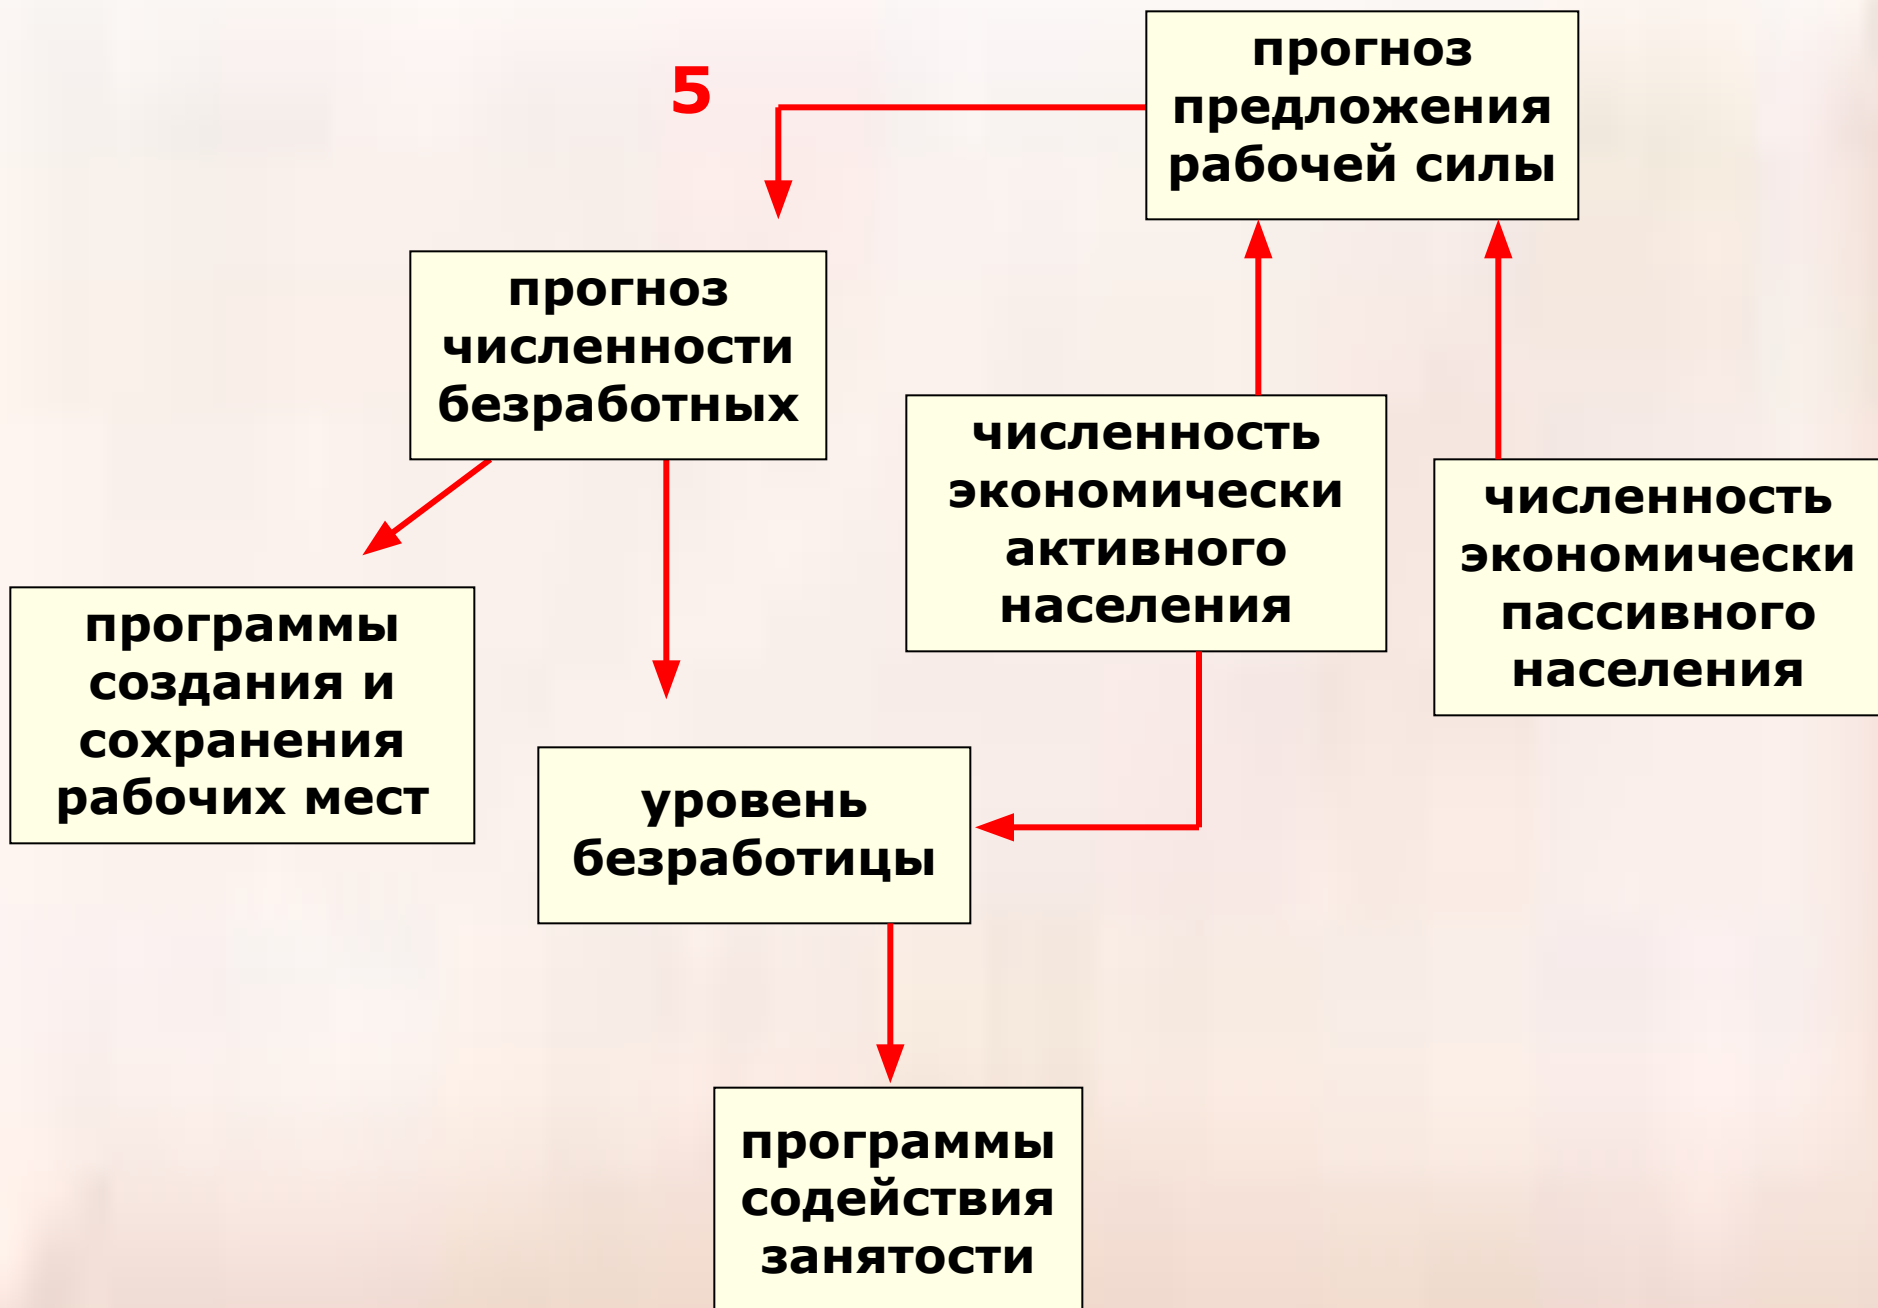 5
прогноз
предложения
рабочей силы
прогноз
численности
безработных
численность
экономически
активного
населения
численность
экономически
пассивного
населения
программы
создания и
сохранения
рабочих мест
уровень
безработицы
программы
содействия
занятости